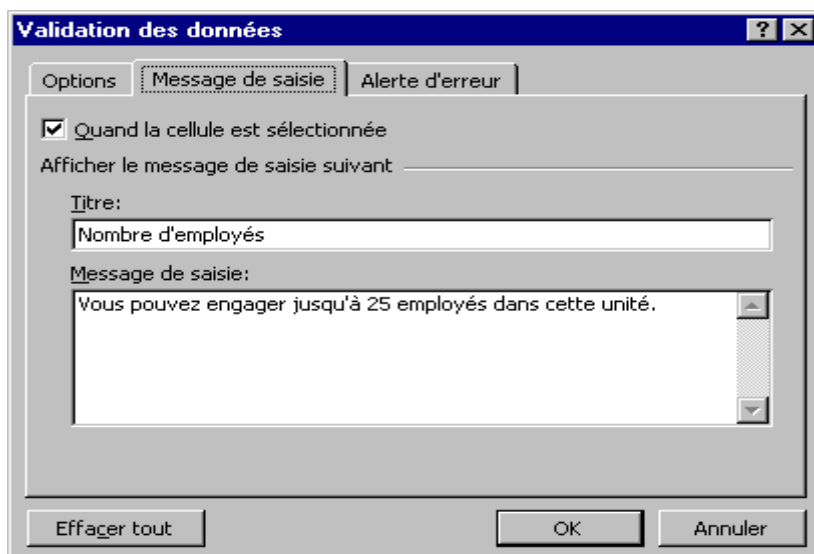 Validation des données
Options Message de saisie Alerte d'erreur
Quand la cellule est sélectionnée
Afficher le message de saisie suivant
Titre:
Nombre d'employés
Message de saisie:
Vous pouvez engager jusqu'à 25 employés dans cette unité.
Effacer tout OK Annuler